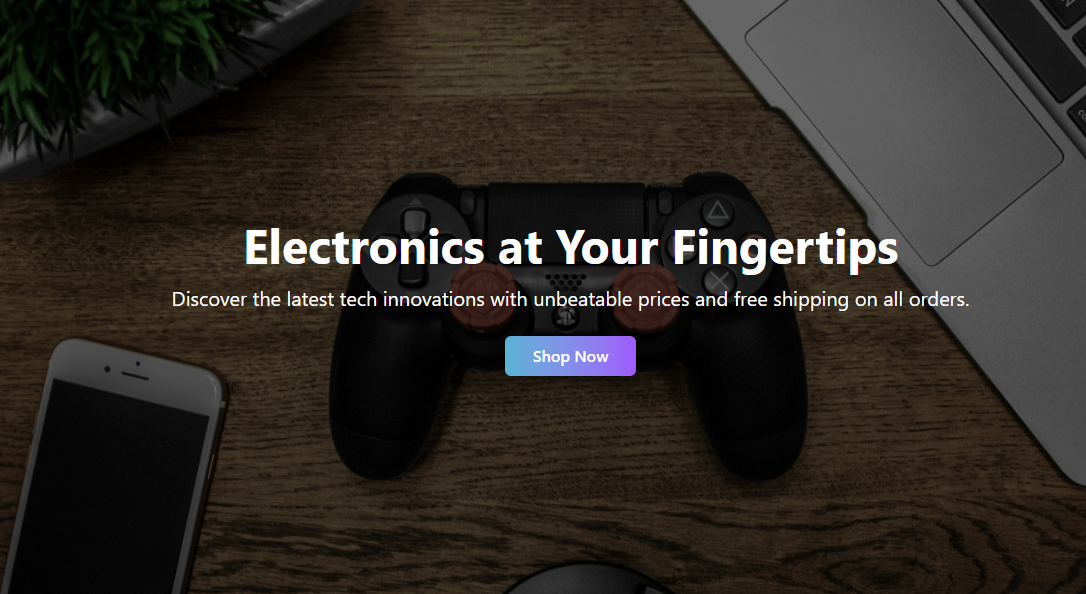 Electronics at Your Fingertips
Discover the latest tech innovations with unbeatable prices and free shipping on all orders.
Shop Now